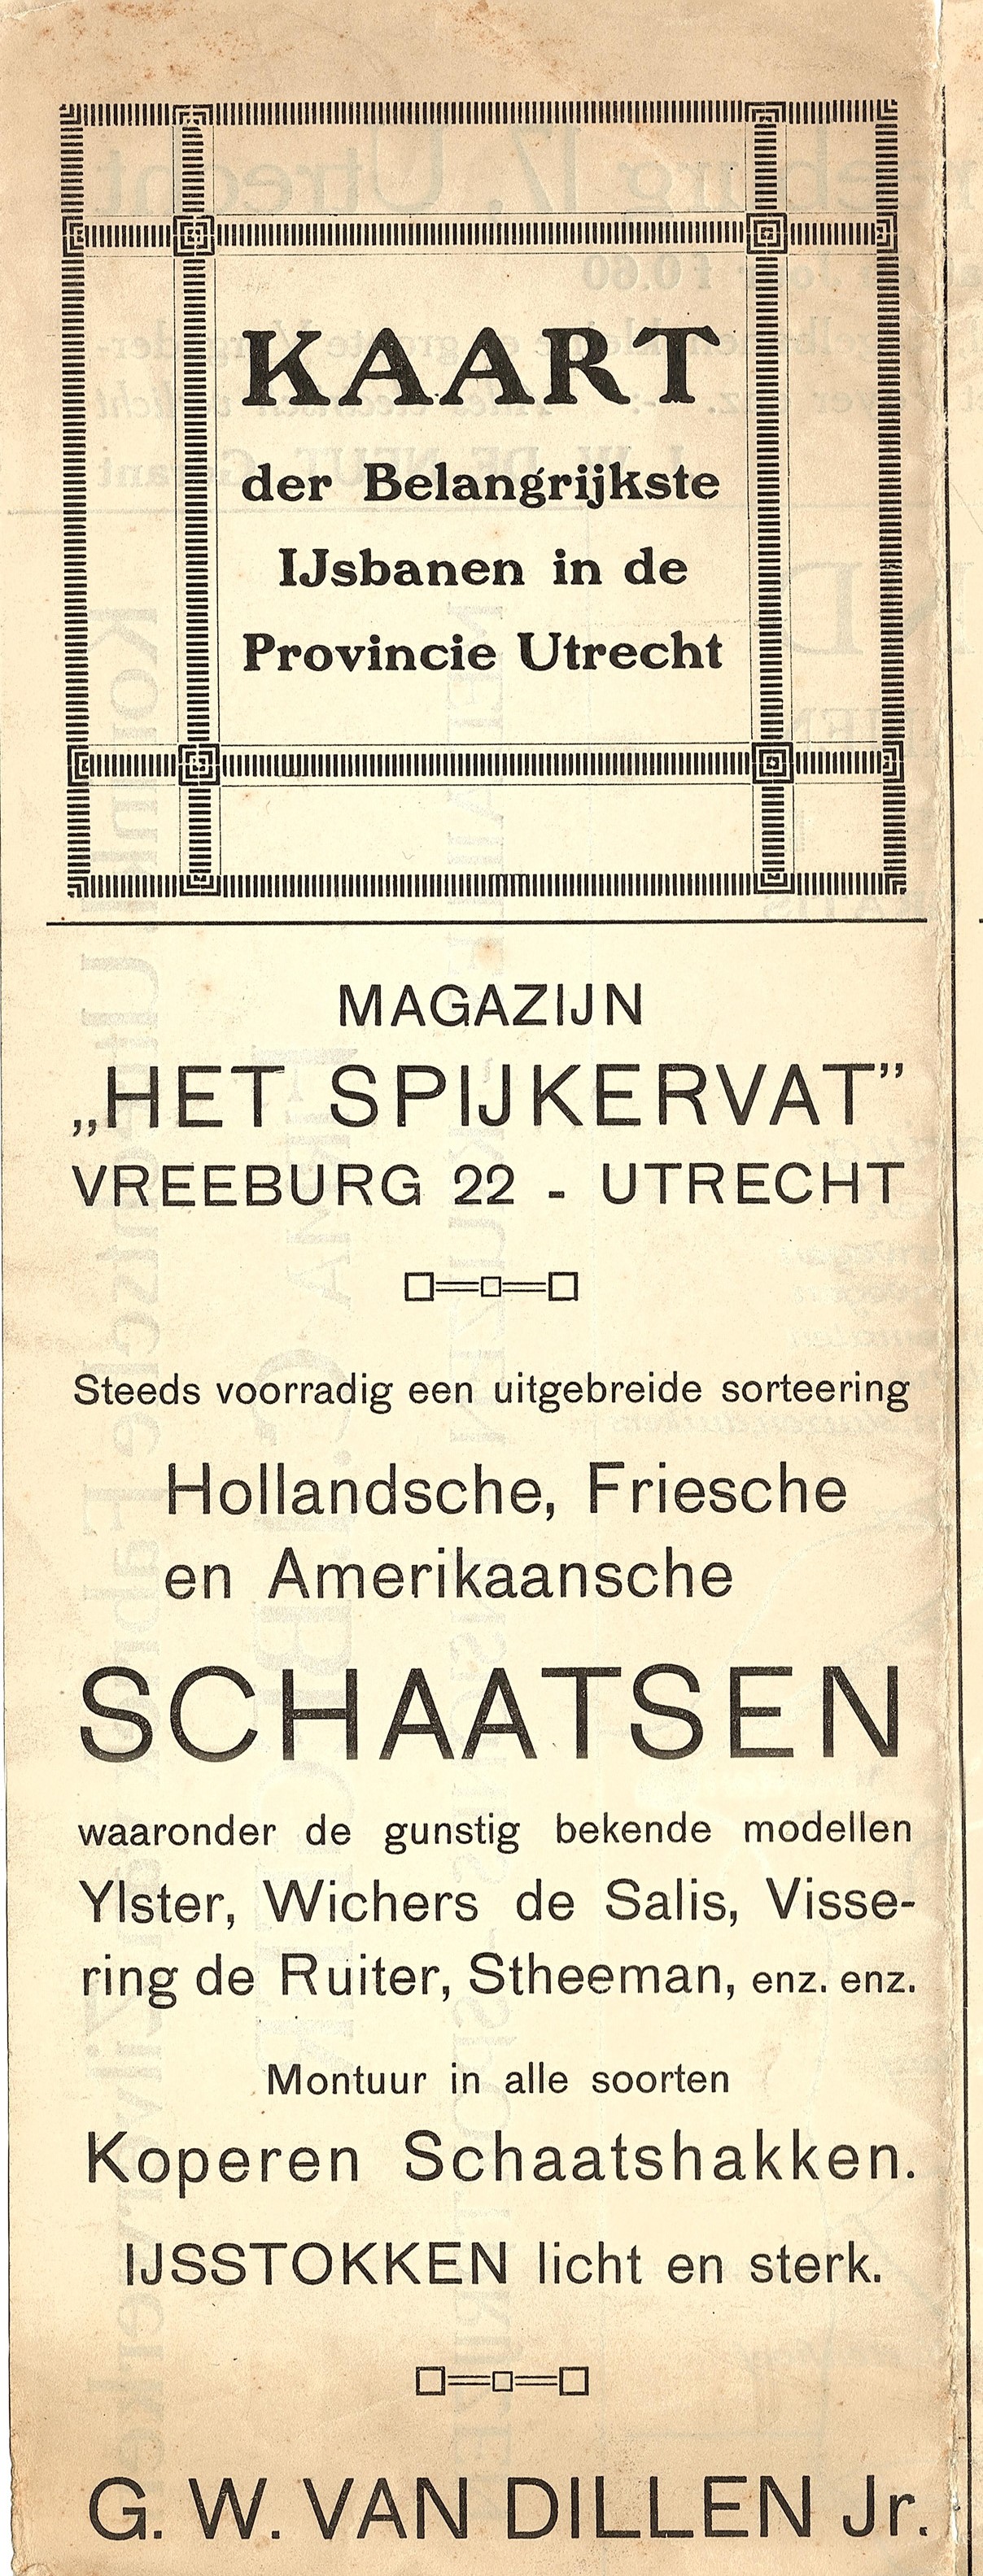 KAART
der Belangrijkste
IJsbanen in de
Provincie Utrecht
MAGAZIJN
„HET SPIJKERVAT”
VREEBURG 22 - UTRECHT
Steeds voorradig een uitgebreide sorteering
Hollandsche, Friesche
en Amerikaansche
SCHAATSEN
waaronder de gunstig bekende modellen
Ylster, Wichers de Salis, Visse-
ring de Ruiter, Stheeman, enz. enz.
Montuur in alle soorten
Koperen Schaatshakken.
IJSSTOKKEN licht en sterk.
G. W. VAN DILLEN Jr.